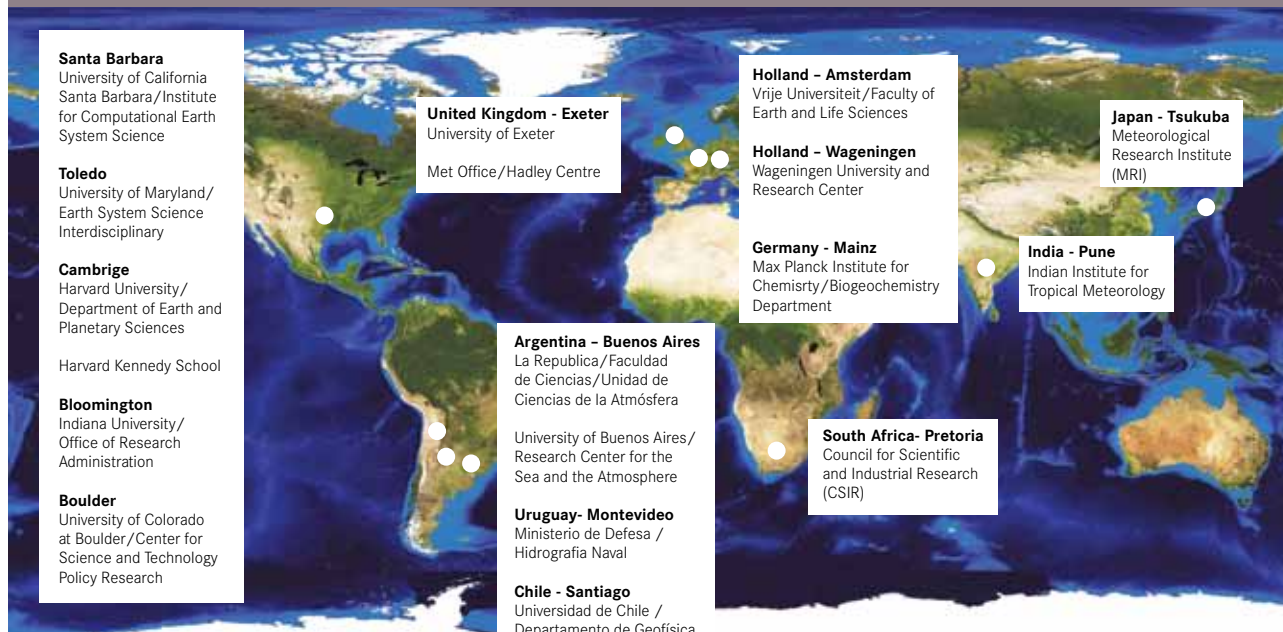 Santa Barbara
University of California
Santa Barbara/Institute
for Computational Earth
System Science
Toledo
University of Maryland/
Earth System Science
Interdisciplinary
Cambrige
Harvard University/
Department of Earth and
Planetary Sciences
Harvard Kennedy School
Bloomington
Indiana University/
Office of Research
Administration
Boulder
University of Colorado
at Boulder/Center for
Science and Technology
Policy Research
United Kingdom - Exeter
University of Exeter
Met Office/Hadley Centre
Argentina – Buenos Aires
La Republica/Faculdad
de Ciencias/Unidad de
Ciencias de la Atmósfera
University of Buenos Aires/
Research Center for the
Sea and the Atmosphere
Uruguay- Montevideo
Ministerio de Defesa /
Hidrografia Naval
Chile - Santiago
Universidad de Chile /
Departamento de Geofísica
Holland – Amsterdam
Vrije Universiteit/Faculty of
Earth and Life Sciences
Holland – Wageningen
Wageningen University and
Research Center
Germany - Mainz
Max Planck Institute for
Chemisrty/Biogeochemistry
Department
South Africa- Pretoria
Council for Scientific
and Industrial Research
(CSIR)
Japan - Tsukuba
Meteorological
Research Institute
(MRI)
India - Pune
Indian Institute for
Tropical Meteorology